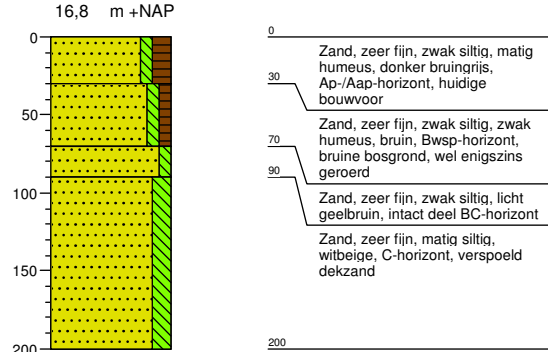 16,8 m +NAP
0
50
100
150
200
0
Zand, zeer fijn, zwak siltig, matig
humeus, donker bruingrijs,
Ap-/Aap-horizont, huidige
bouwvoor
30
Zand, zeer fijn, zwak siltig, zwak
humeus, bruin, Bwsp-horizont,
bruine bosgrond, wel enigszins
geroerd
70
Zand, zeer fijn, zwak siltig, licht
geelbruin, intact deel BC-horizont
90
Zand, zeer fijn, matig siltig,
witbeige, C-horizont, verspoeld
dekzand
200